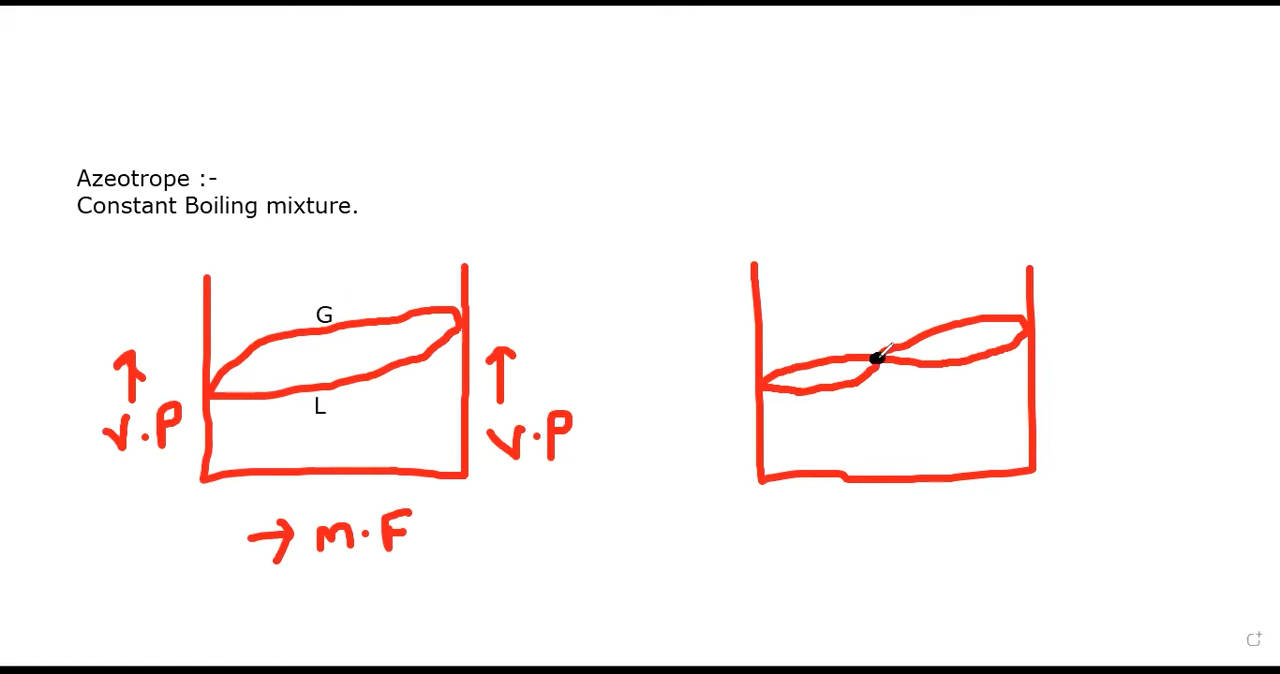 Azeotrope :-
Constant Boiling mixture.
G
L
V.P
V.P
→ m.F